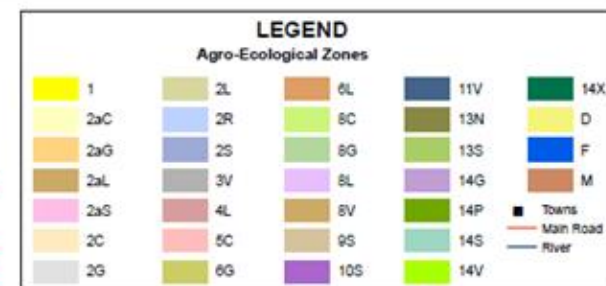 LEGEND
Agro-Ecological Zones
1
2aC
2aG
2aL
2aS
2C
2G
2L
2R
2S
3V
4L
5C
6G
6L
8C
8G
8L
8V
9S
10S
11V
13N
13S
14G
14P
14S
14V
14X
D
F
M
Towns
Main Road
River